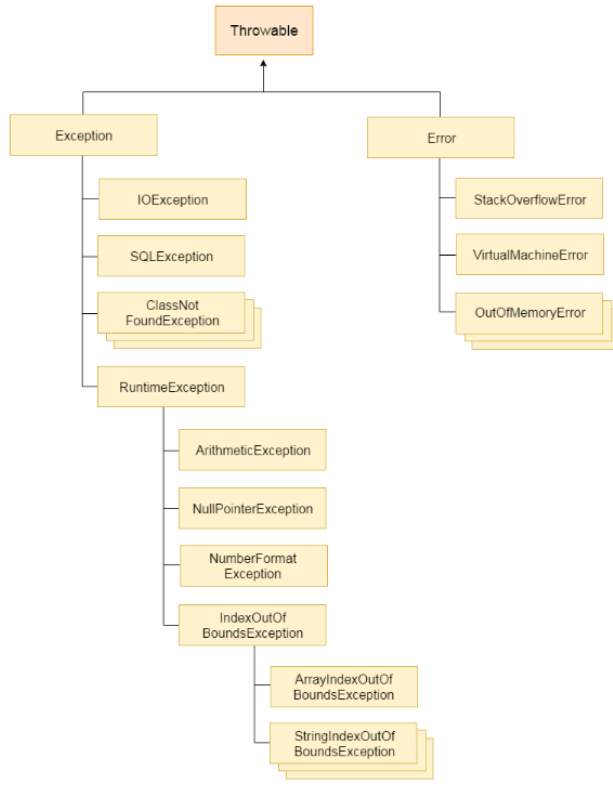 Throwable
Exception
Error
IOException
SQLException
ClassNot
FoundException
RuntimeException
StackOverflowError
VirtualMachineError
OutOfMemoryError
ArithmeticException
NullPointerException
NumberFormat
Exception
IndexOutOf
BoundsException
ArrayIndexOutOf
BoundsException
StringIndexOutOf
BoundsException